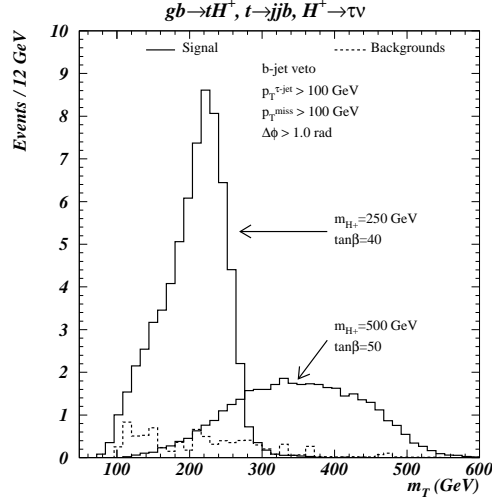 gb→tH⁺, t→jjb, H⁺→τν
Events / 12 GeV
Signal
Backgrounds
b-jet veto
p_T^τ-jet > 100 GeV
p_T^miss > 100 GeV
Δϕ > 1.0 rad
m_H+=250 GeV
tanβ=40
m_H+=500 GeV
tanβ=50
10
9
8
7
6
5
4
3
2
1
0
100 200 300 400 500 600
m_T (GeV)